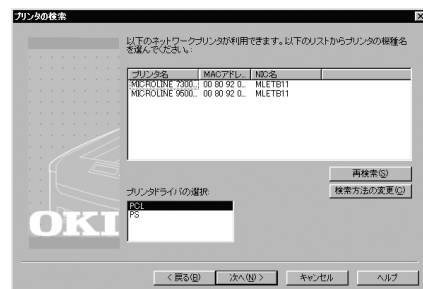 プリンタの検索
以下のネットワークプリンタが利用できます。以下のリストからプリンタの機種名
を選んでください。:
プリンタ名 MACアドレ... NIC名
MICROLINE 7300... 00 80 92 0... MLETB11
MICROLINE 9500... 00 80 92 0... MLETB11
再検索(S)
プリンタドライバの選択:
検索方法の変更(C)
PCL
PS
OKI
< 戻る(B) 次へ(N) > キャンセル ヘルプ